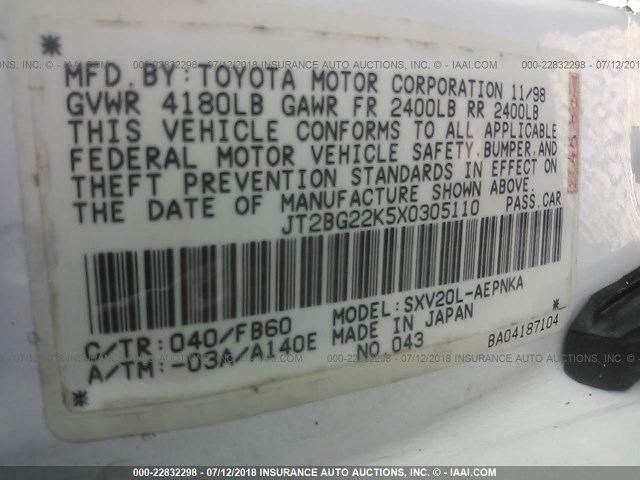 *
MFD. BY: TOYOTA MOTOR CORPORATION 11/98
GVWR 4180LB GAWR FR 2400LB RR 2400LB
THIS VEHICLE CONFORMS TO ALL APPLICABLE
FEDERAL MOTOR VEHICLE SAFETY, BUMPER, AND
THEFT PREVENTION STANDARDS IN EFFECT ON
THE DATE OF MANUFACTURE SHOWN ABOVE.
JT2BG22K5X0305110 PASS. CAR
C/TR: 040/FB60 MODEL: SXV20L-AEPNKA
A/TM: -03A/A140E MADE IN JAPAN
NO. 043 BA04187104
*
*
000-22832298 - 07/12/2018 INSURANCE AUTO AUCTIONS - © IAAI.COM